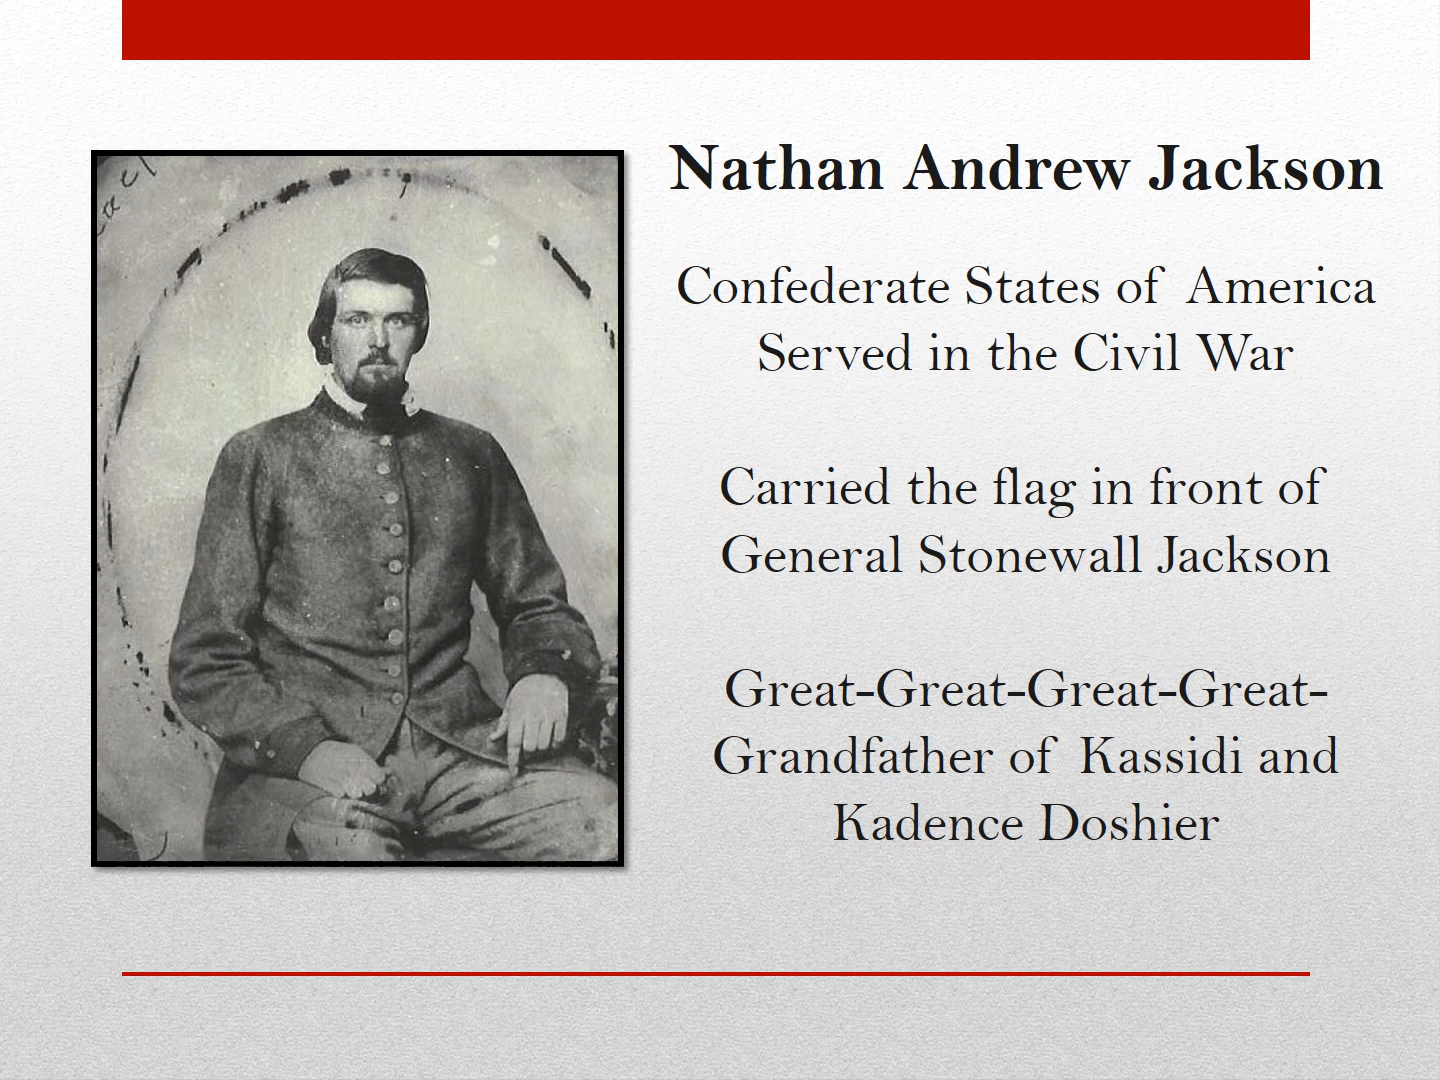 Nathan Andrew Jackson
Confederate States of America
Served in the Civil War
Carried the flag in front of
General Stonewall Jackson
Great-Great-Great-Great-
Grandfather of Kassidi and
Kadence Doshier